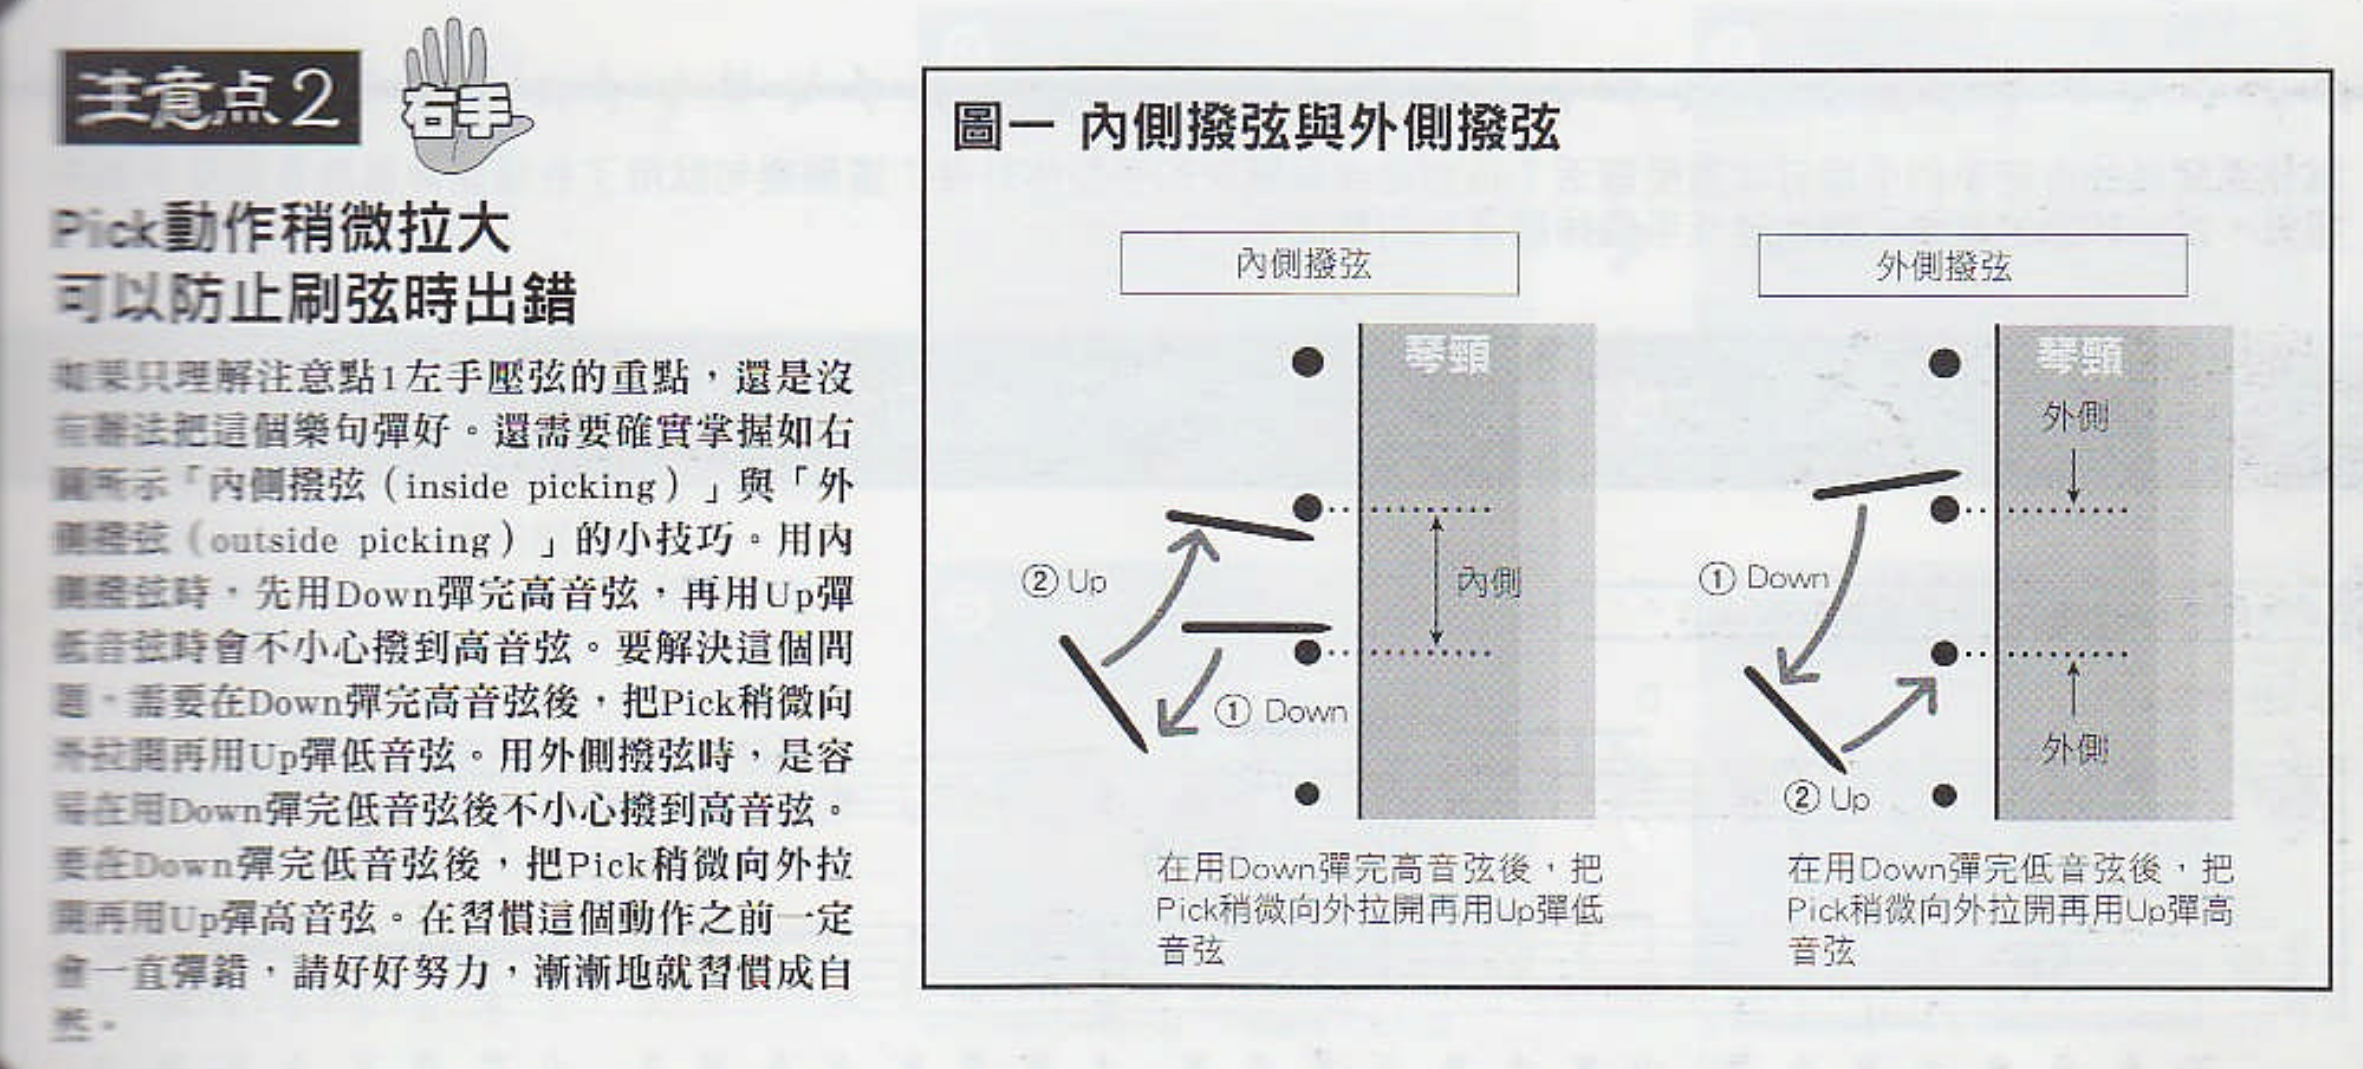 注意点2
右手
Pick動作稍微拉大
可以防止刷弦時出錯
如果只理解注意點1左手壓弦的重點，還是沒
有辦法把這個樂句彈好。還需要確實掌握如右
圖所示「內側撥弦（inside picking）」與「外
側撥弦（outside picking）」的小技巧。用內
側撥弦時，先用Down彈完高音弦，再用Up彈
低音弦時會不小心撥到高音弦。要解決這個問
題，需要在Down彈完高音弦後，把Pick稍微向
外拉開再用Up彈低音弦。用外側撥弦時，是容
易在用Down彈完低音弦後不小心撥到高音弦。
要在Down彈完低音弦後，把Pick稍微向外拉
開再用Up彈高音弦。在習慣這個動作之前一定
會一直彈錯，請好好努力，漸漸地就習慣成自
然。
圖一 內側撥弦與外側撥弦
內側撥弦
琴頸
② Up
內側
① Down
在用Down彈完高音弦後，把
Pick稍微向外拉開再用Up彈低
音弦
外側撥弦
琴頸
外側
① Down
外側
② Up
在用Down彈完低音弦後，把
Pick稍微向外拉開再用Up彈高
音弦